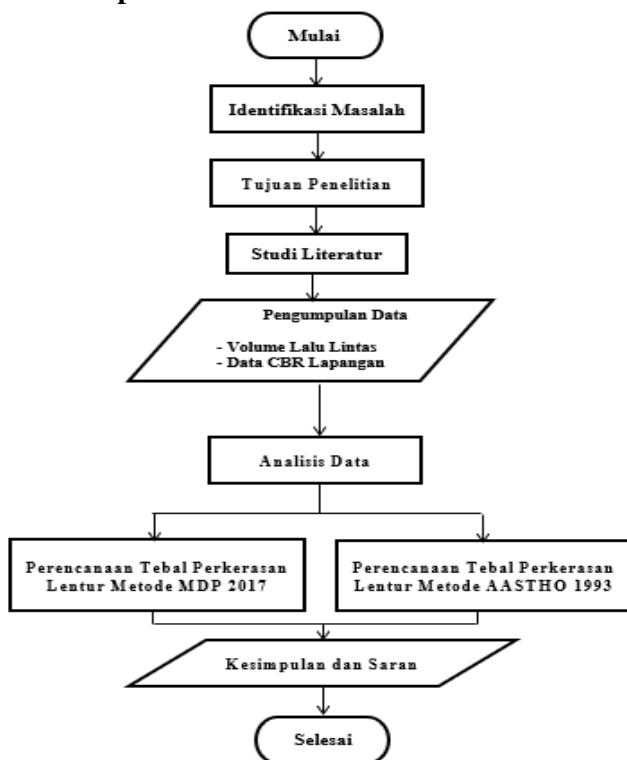 Mulai
Identifikasi Masalah
Tujuan Penelitian
Studi Literatur
Pengumpulan Data
- Volume Lalu Lintas
- Data CBR Lapangan
Analisis Data
Perencanaan Tebal Perkerasan
Lentur Metode MDP 2017
Perencanaan Tebal Perkerasan
Lentur Metode AASTHO 1993
Kesimpulan dan Saran
Selesai